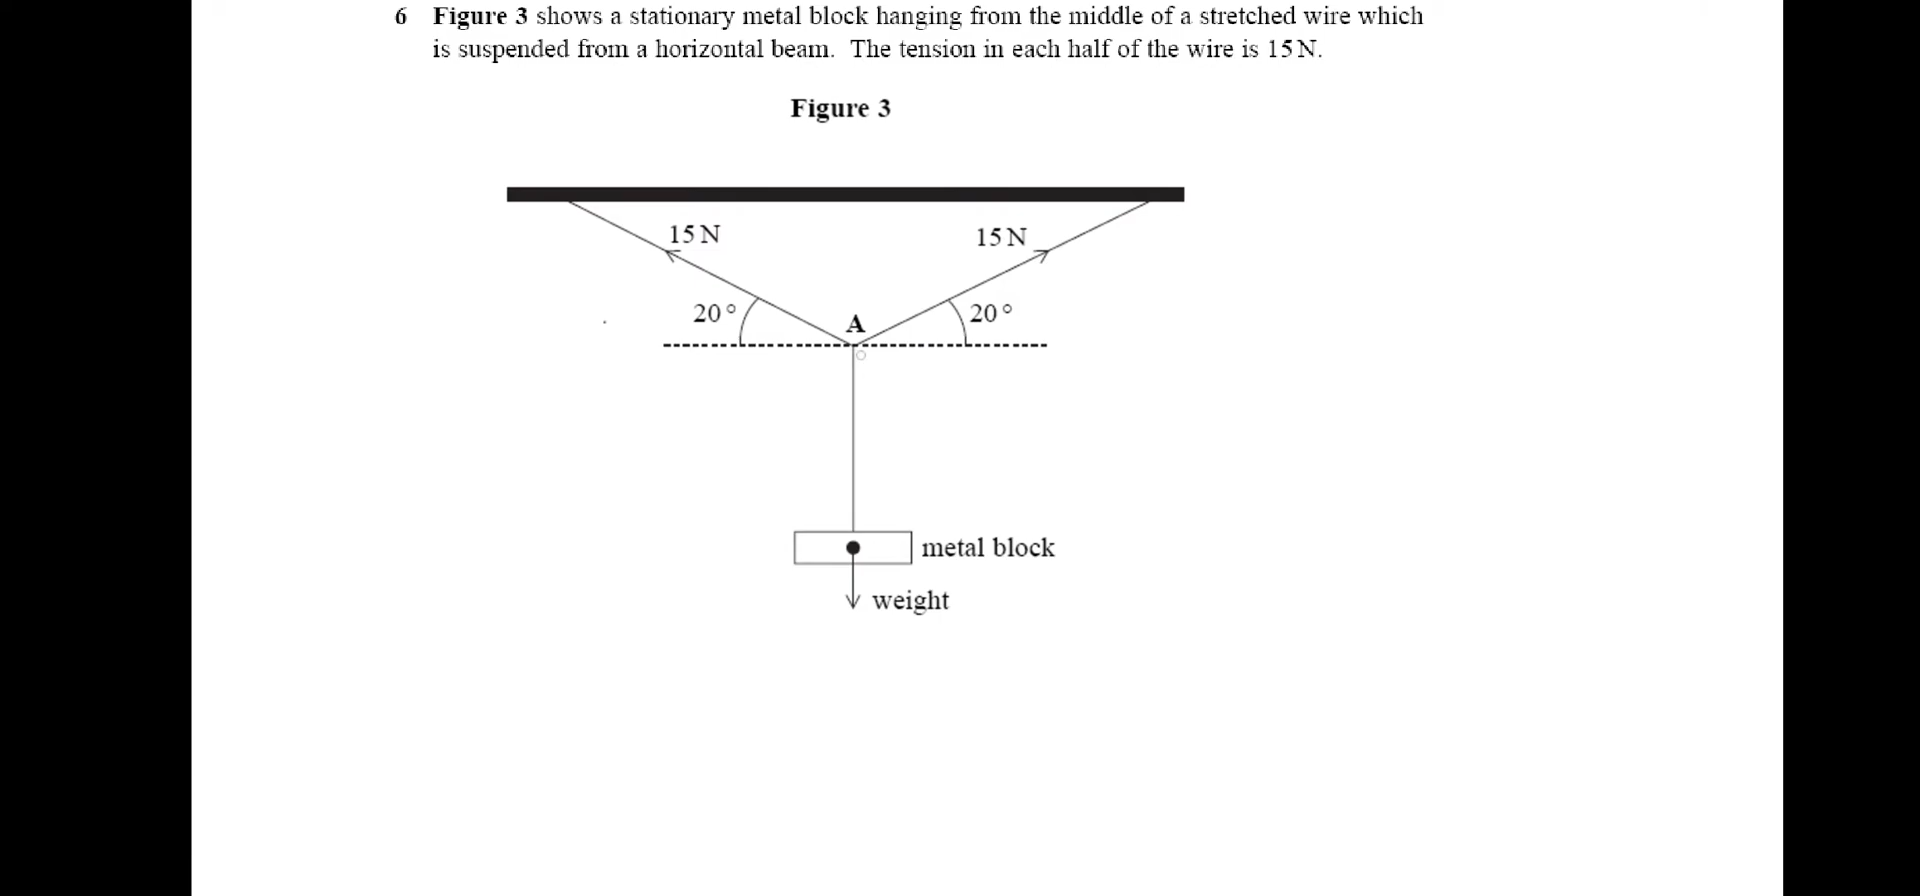 6 Figure 3 shows a stationary metal block hanging from the middle of a stretched wire which
is suspended from a horizontal beam. The tension in each half of the wire is 15 N.
Figure 3
15 N 15 N
20° 20°
A
metal block
weight